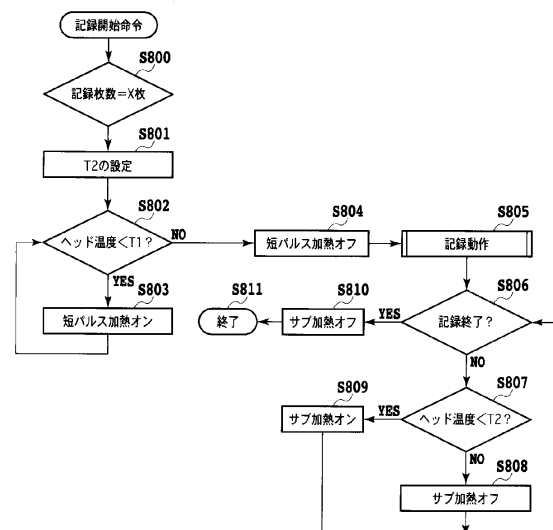 記録開始命令
S800
記録枚数=X枚
S801
T2の設定
S802
ヘッド温度<T1?
NO
YES
S803
短パルス加熱オン
S804
短パルス加熱オフ
S805
記録動作
S806
記録終了?
YES
NO
S810
サブ加熱オフ
S811
終了
S807
ヘッド温度<T2?
YES
NO
S809
サブ加熱オン
S808
サブ加熱オフ